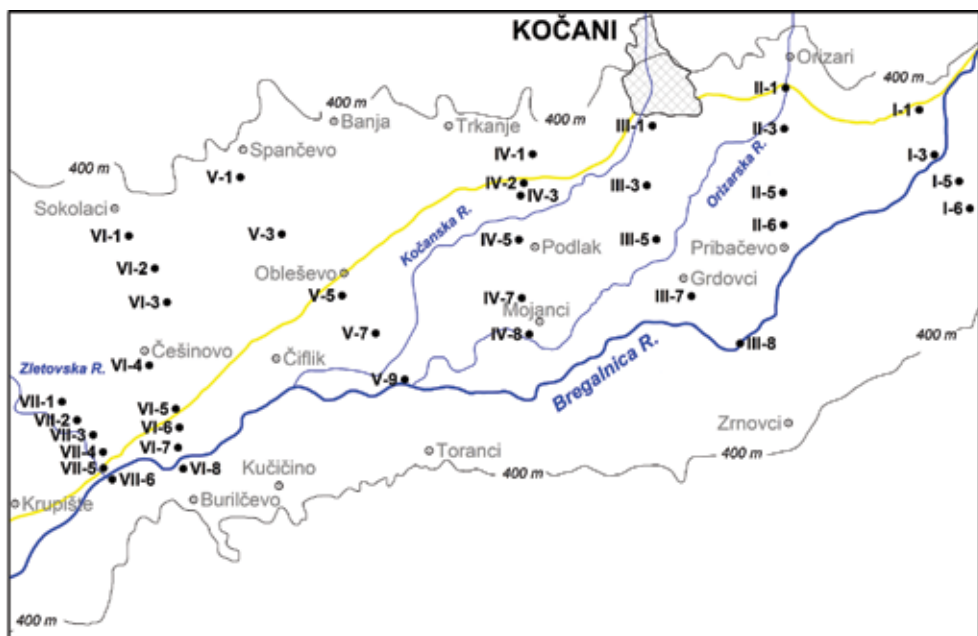 KOČANI
Orizari
400 m
II-1
I-1
400 m
Banja
Trkanje
400 m
III-1
II-3
Spančevo
IV-1
I-3
400 m
V-1
IV-2
IV-3
III-3
Orizarska R.
II-5
I-5
I-6
Sokolaci
Kočanska R.
VI-1
V-3
IV-5
Podlak
III-5
II-6
Pribačevo
VI-2
Obleševo
Grdovci
VI-3
V-5
IV-7
III-7
Mojanci
V-7
IV-8
400 m
Bregalnica R.
III-8
Češinovo
Čiflik
Zletovska R.
VI-4
V-9
VII-1
VI-5
VII-2
VI-6
Zrnovci
VII-3
VI-7
VII-4
Toranci
400 m
VII-5
VI-8
VII-6
Kučičino
400 m
Krupište
Burilčevo
400 m